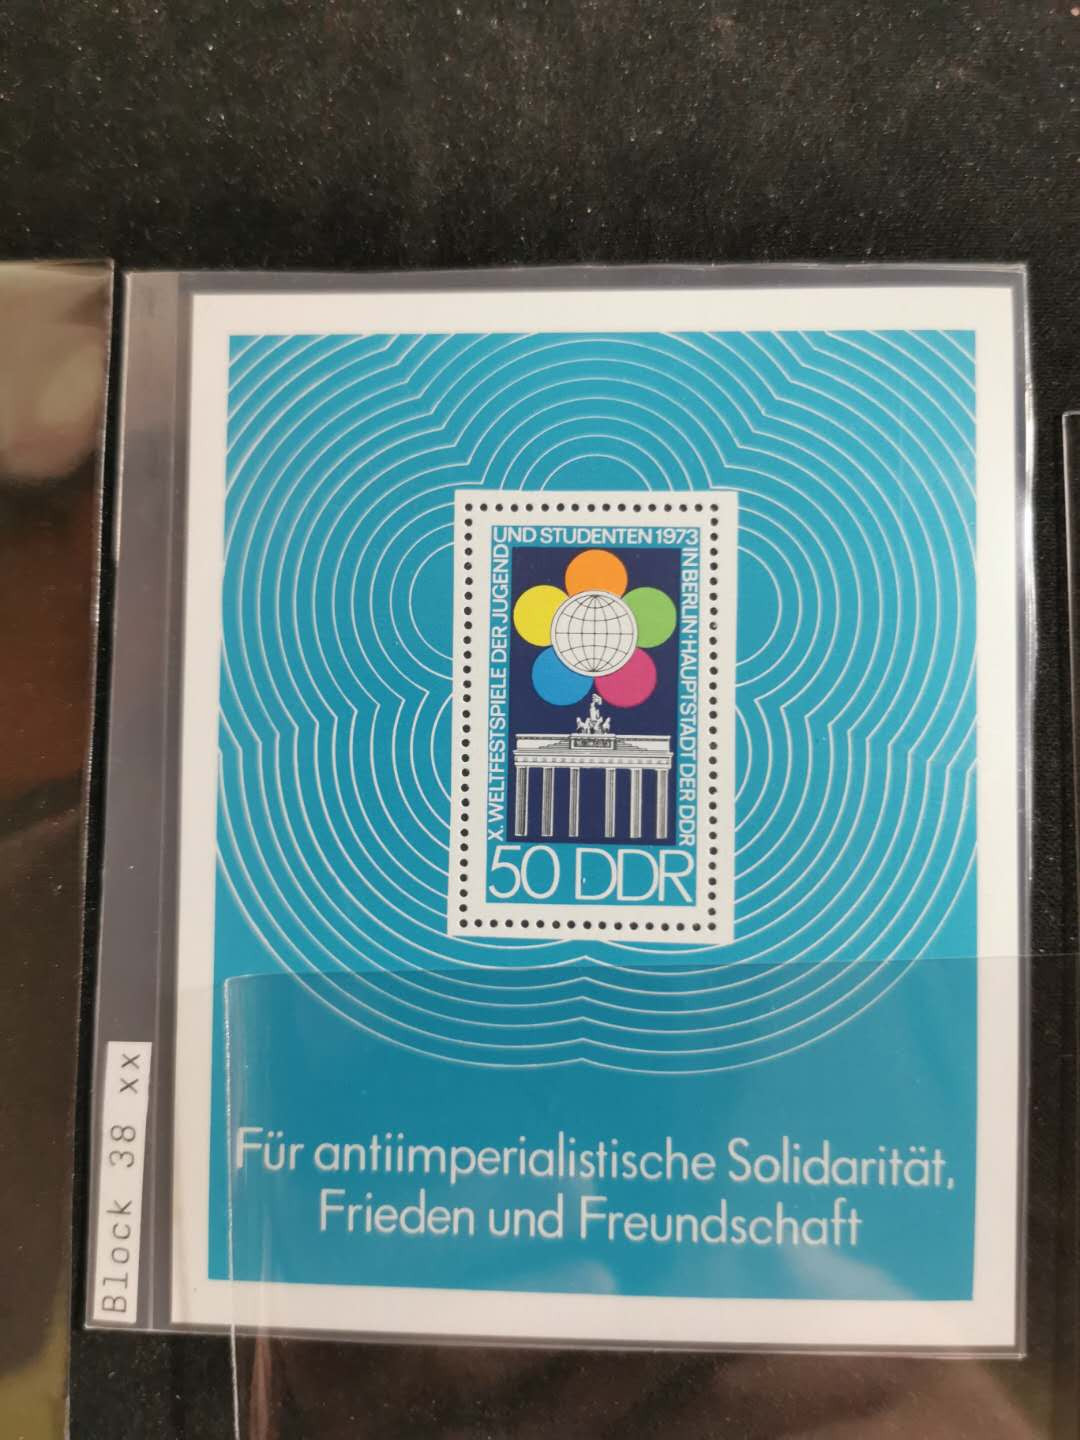 X. WELTFESTSPIELE DER JUGEND
UND STUDENTEN 1973
IN BERLIN·HAUPTSTADT DER DDR
50 DDR
Für antiimperialistische Solidarität,
Frieden und Freundschaft
Block 38 xx